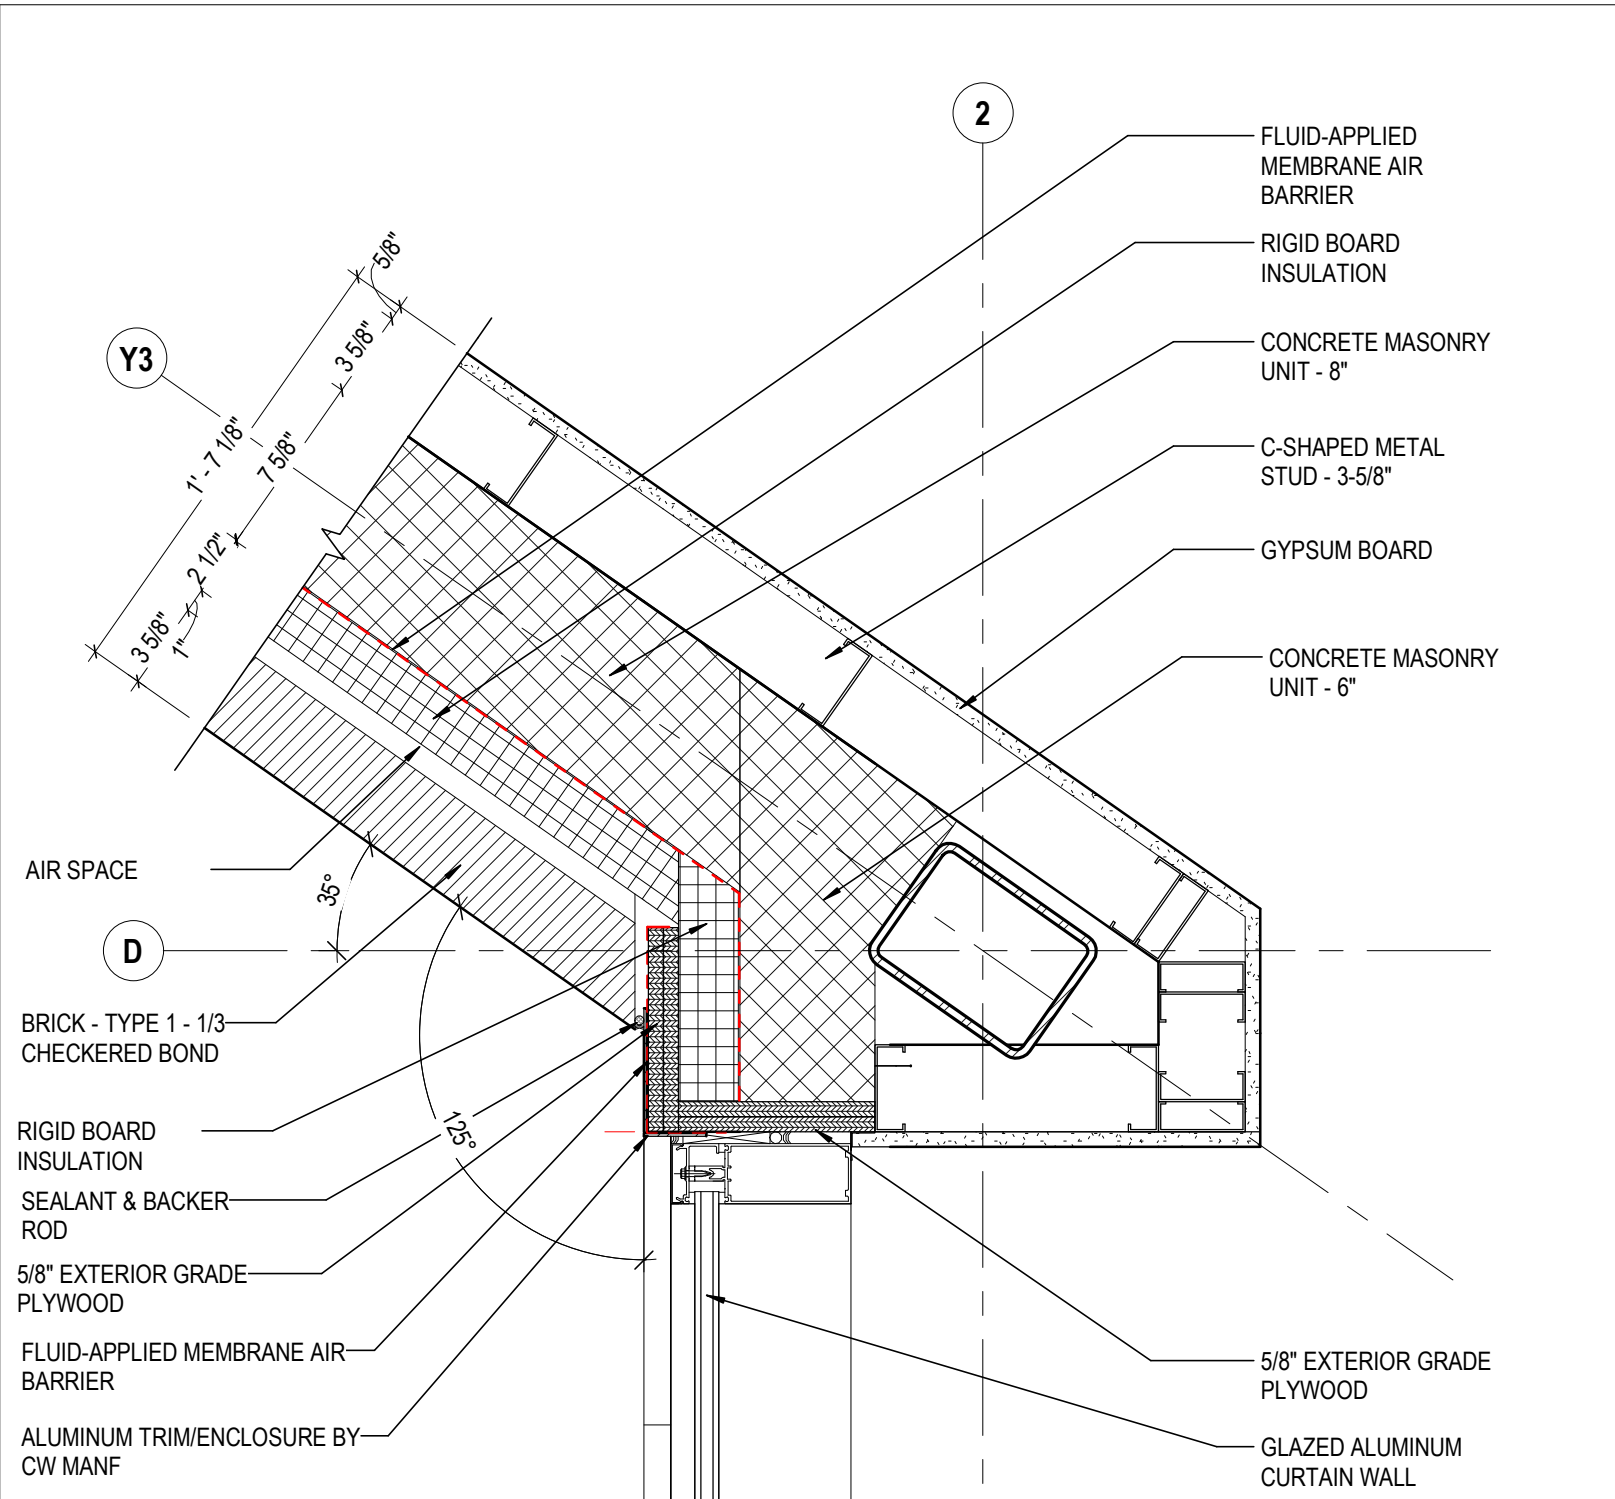 2
FLUID-APPLIED
MEMBRANE AIR
BARRIER
RIGID BOARD
INSULATION
CONCRETE MASONRY
UNIT - 8"
C-SHAPED METAL
STUD - 3-5/8"
GYPSUM BOARD
CONCRETE MASONRY
UNIT - 6"
5/8"
3 5/8"
Y3
1' - 7 1/8"
7 5/8"
2 1/2"
1"
3 5/8"
AIR SPACE
35°
D
BRICK - TYPE 1 - 1/3
CHECKERED BOND
125°
RIGID BOARD
INSULATION
SEALANT & BACKER
ROD
5/8" EXTERIOR GRADE
PLYWOOD
FLUID-APPLIED MEMBRANE AIR
BARRIER
ALUMINUM TRIM/ENCLOSURE BY
CW MANF
5/8" EXTERIOR GRADE
PLYWOOD
GLAZED ALUMINUM
CURTAIN WALL